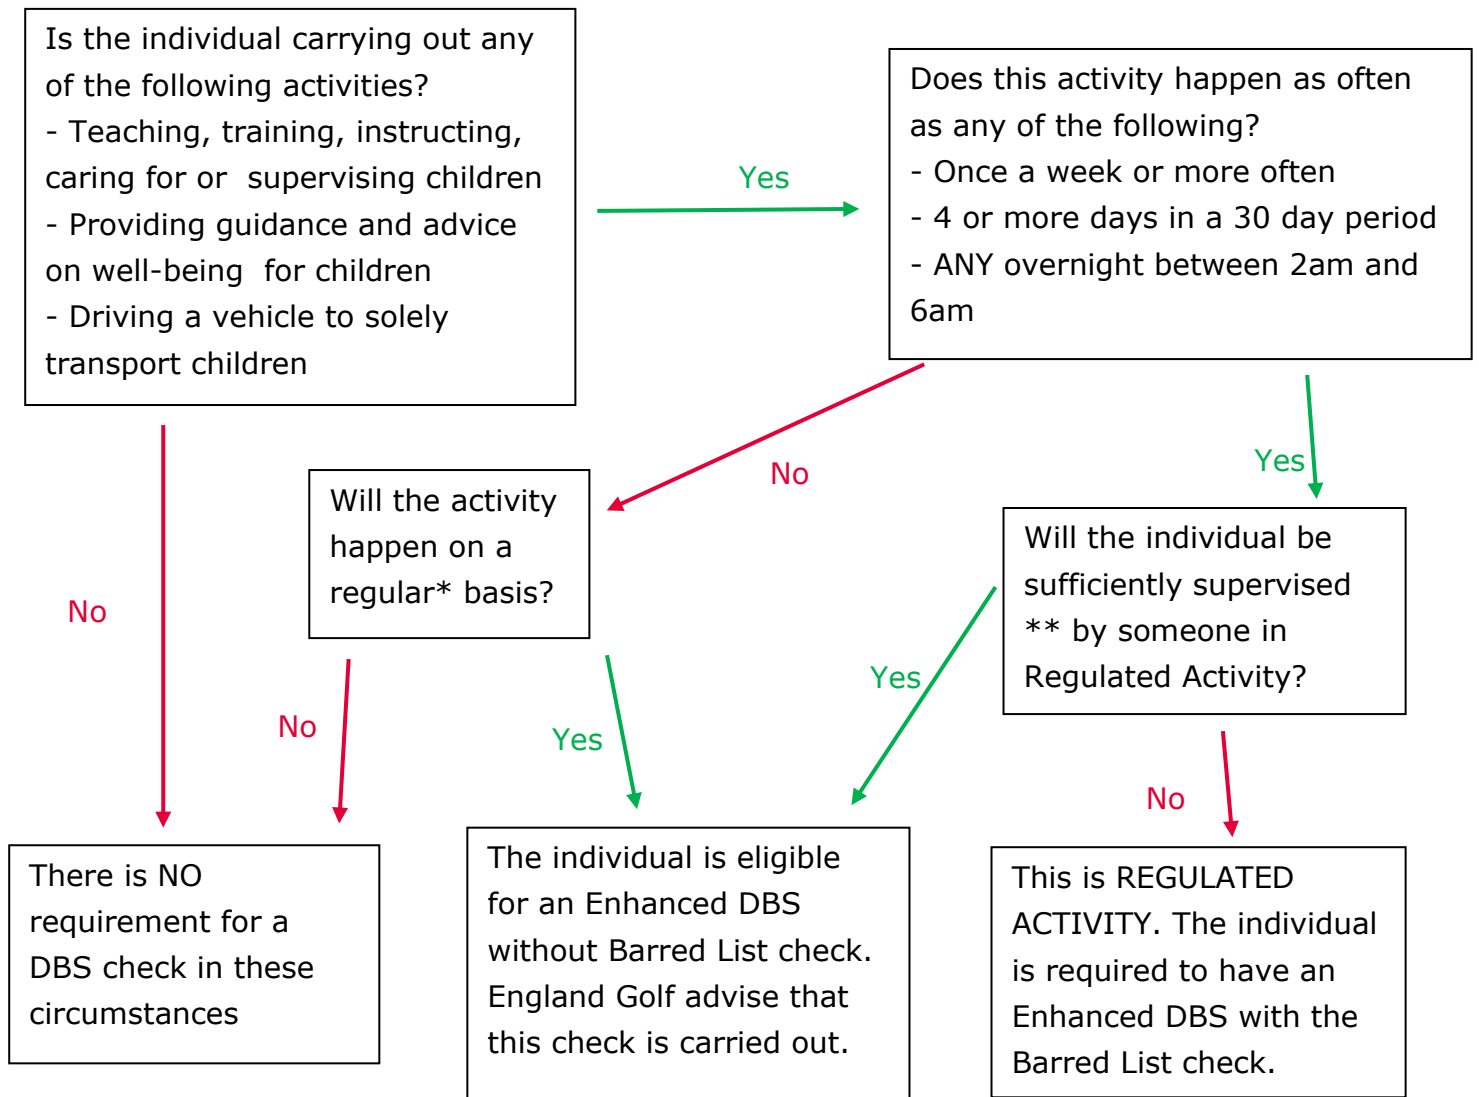 Is the individual carrying out any
of the following activities?
- Teaching, training, instructing,
caring for or supervising children
- Providing guidance and advice
on well-being for children
- Driving a vehicle to solely
transport children
Yes
Does this activity happen as often
as any of the following?
- Once a week or more often
- 4 or more days in a 30 day period
- ANY overnight between 2am and
6am
No
No
Yes
Will the activity
happen on a
regular* basis?
Will the individual be
sufficiently supervised
** by someone in
Regulated Activity?
No
Yes
Yes
No
There is NO
requirement for a
DBS check in these
circumstances
The individual is eligible
for an Enhanced DBS
without Barred List check.
England Golf advise that
this check is carried out.
This is REGULATED
ACTIVITY. The individual
is required to have an
Enhanced DBS with the
Barred List check.